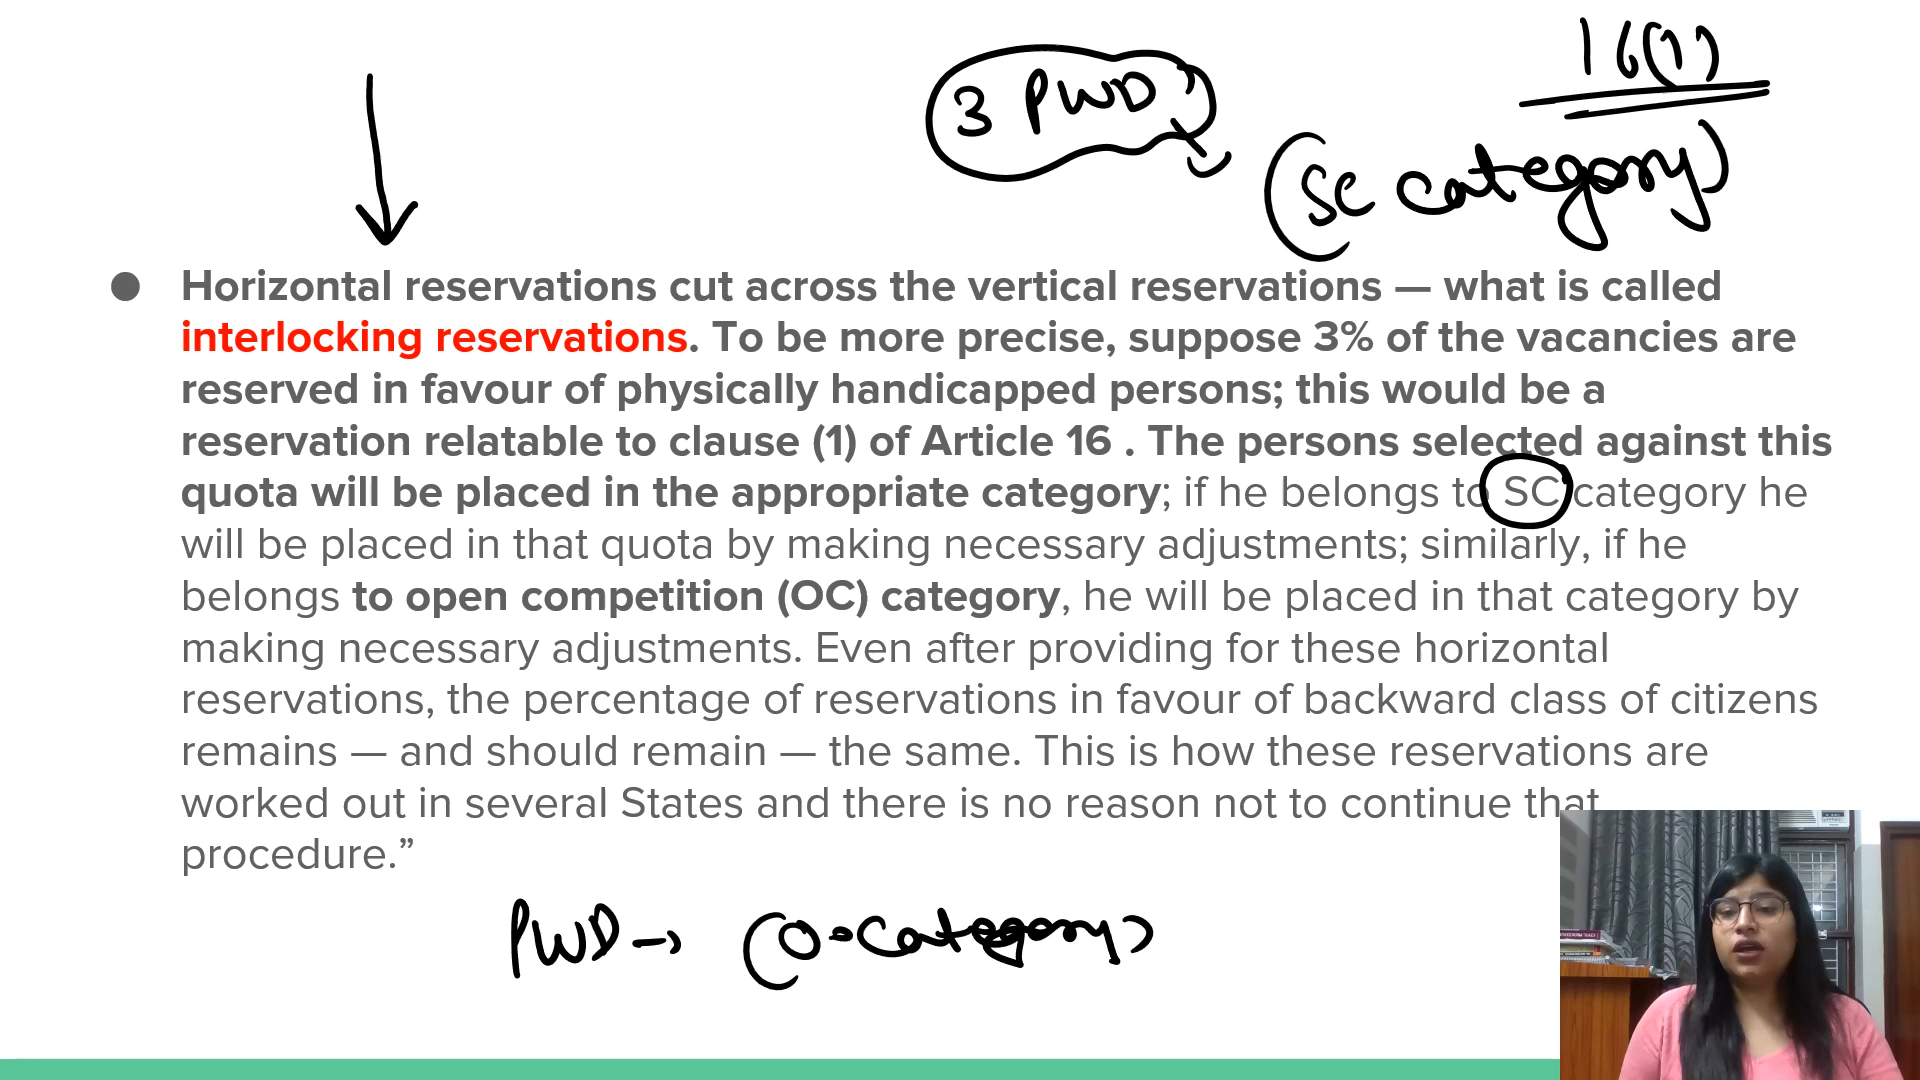 16(1)
3 PWD
(SC category)
● Horizontal reservations cut across the vertical reservations — what is called
interlocking reservations. To be more precise, suppose 3% of the vacancies are
reserved in favour of physically handicapped persons; this would be a
reservation relatable to clause (1) of Article 16 . The persons selected against this
quota will be placed in the appropriate category; if he belongs to SC category he
will be placed in that quota by making necessary adjustments; similarly, if he
belongs to open competition (OC) category, he will be placed in that category by
making necessary adjustments. Even after providing for these horizontal
reservations, the percentage of reservations in favour of backward class of citizens
remains — and should remain — the same. This is how these reservations are
worked out in several States and there is no reason not to continue that
procedure.”
PWD → (O-category)